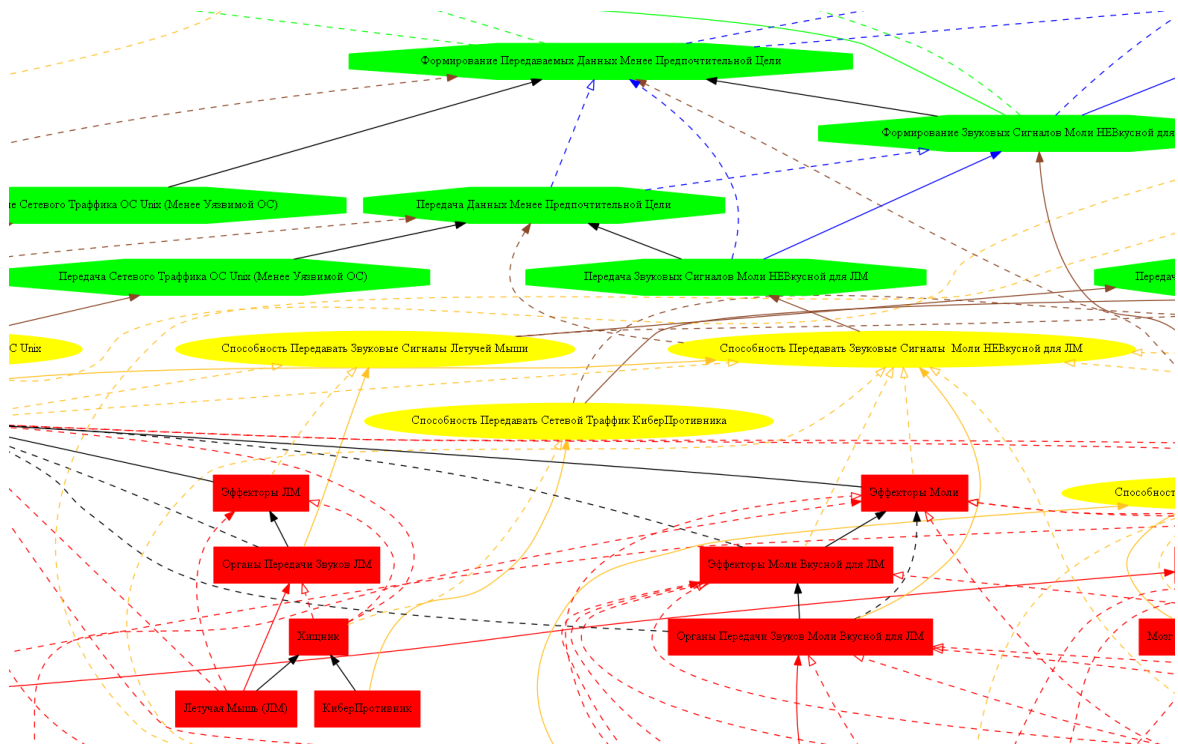 Формирование Передаваемых Данных Менее Предпочтительной Цели
Формирование Звуковых Сигналов Моли НЕВкусной для
ие Сетевого Траффика ОС Unix (Менее Уязвимой ОС)
Передача Данных Менее Предпочтительной Цели
Передача Сетевого Траффика ОС Unix (Менее Уязвимой ОС)
Передача Звуковых Сигналов Моли НЕВкусной для ЛМ
Передача
С Unix
Способность Передавать Звуковые Сигналы Летучей Мыши
Способность Передавать Звуковые Сигналы  Моли НЕВкусной для ЛМ
Способность Передавать Сетевой Траффик КиберПротивника
Эффекторы ЛМ
Эффекторы Моли
Способност
Органы Передачи Звуков ЛМ
Эффекторы Моли Вкусной для ЛМ
Хищник
Органы Передачи Звуков Моли Вкусной для ЛМ
Мозг
Летучая Мышь (ЛМ)
КиберПротивник